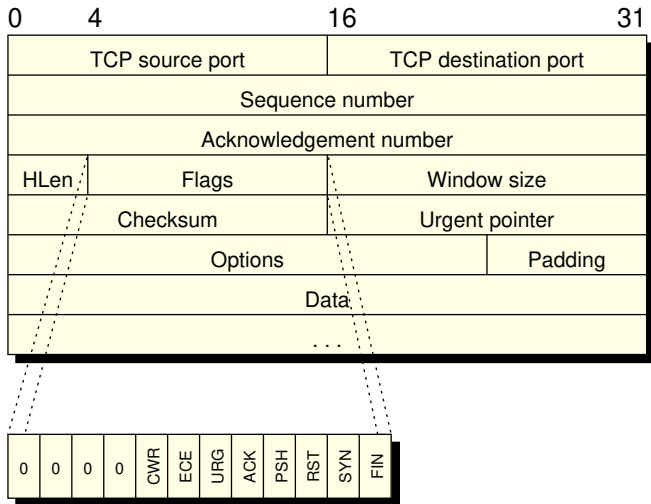 0 4 16 31
TCP source port TCP destination port
Sequence number
Acknowledgement number
HLen Flags Window size
Checksum Urgent pointer
Options Padding
Data
. . .
0 0 0 0 CWR ECE URG ACK PSH RST SYN FIN